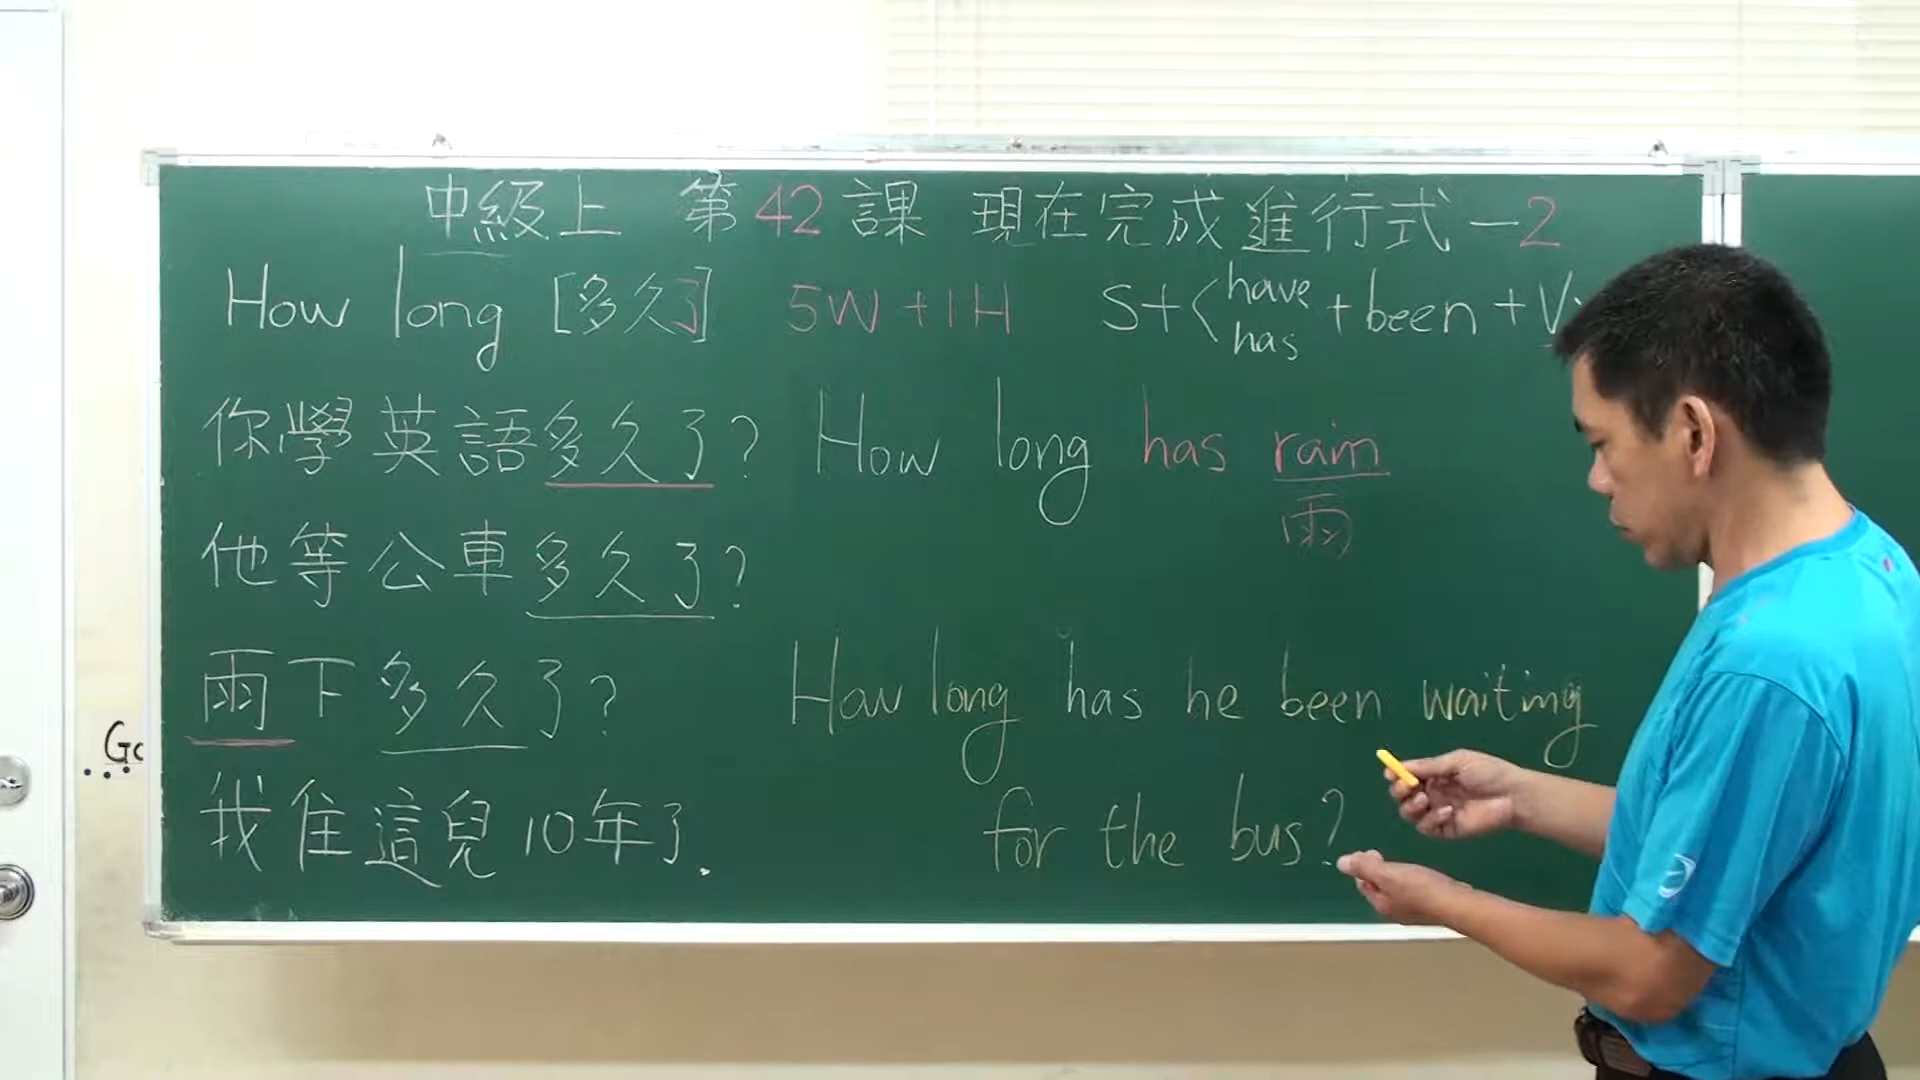 中級上 第42課 現在完成進行式-2
How long [多久了] 5W+1H S+<have has +been+V
你學英語多久了? How long has rain
雨
他等公車多久了?
雨下多久了? How long has he been waiting
Go
我住這兒10年了. for the bus?